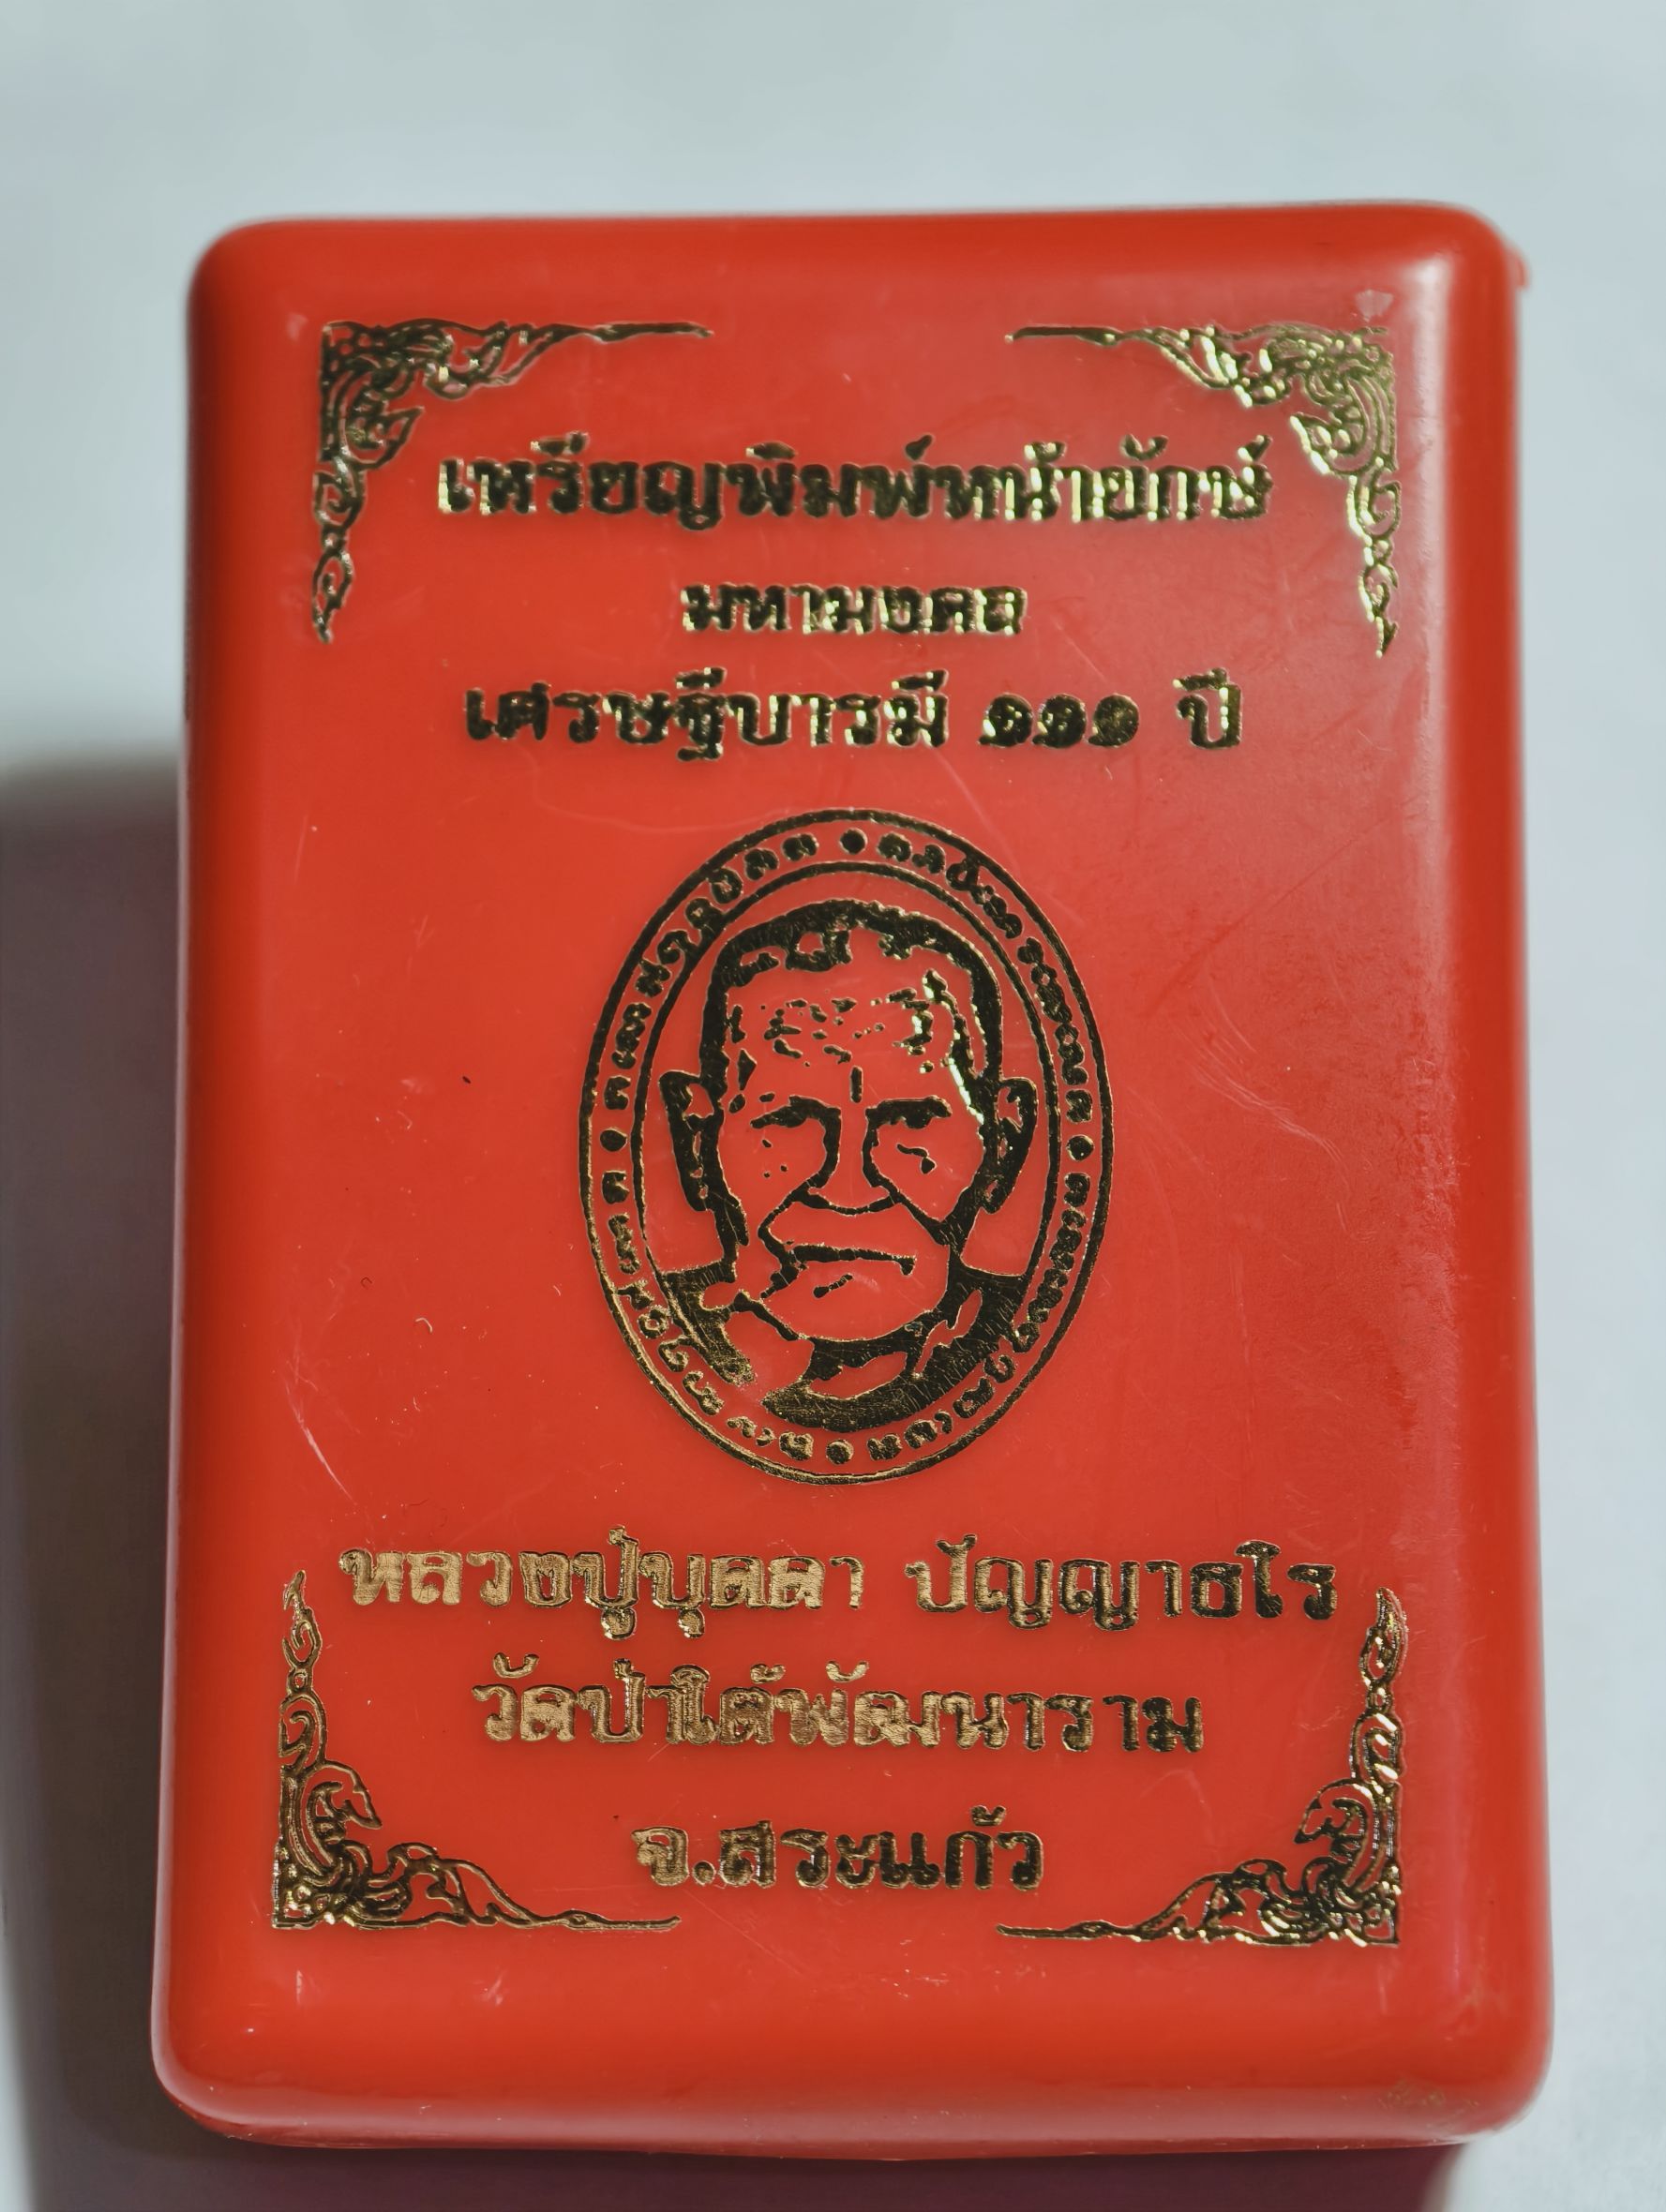 เหรียญพิมพ์หน้ายักษ์
มหามงคล
เศรษฐีบารมี ๑๑๑ ปี
หลวงปู่บุดดา ปัญญาธโร
วัดป่าใต้พัฒนาราม
จ.สระแก้ว